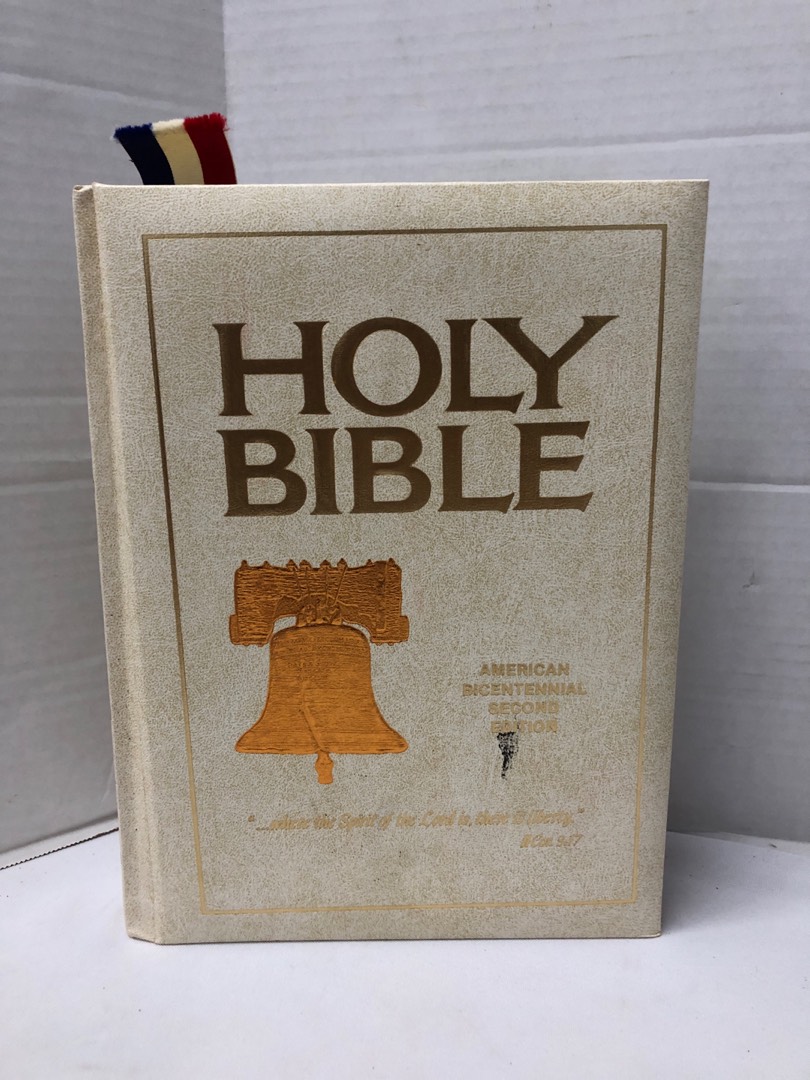 HOLY
BIBLE
AMERICAN
BICENTENNIAL
SECOND
EDITION
"...where the Spirit of the Lord is, there is liberty."
II Cor. 3:17